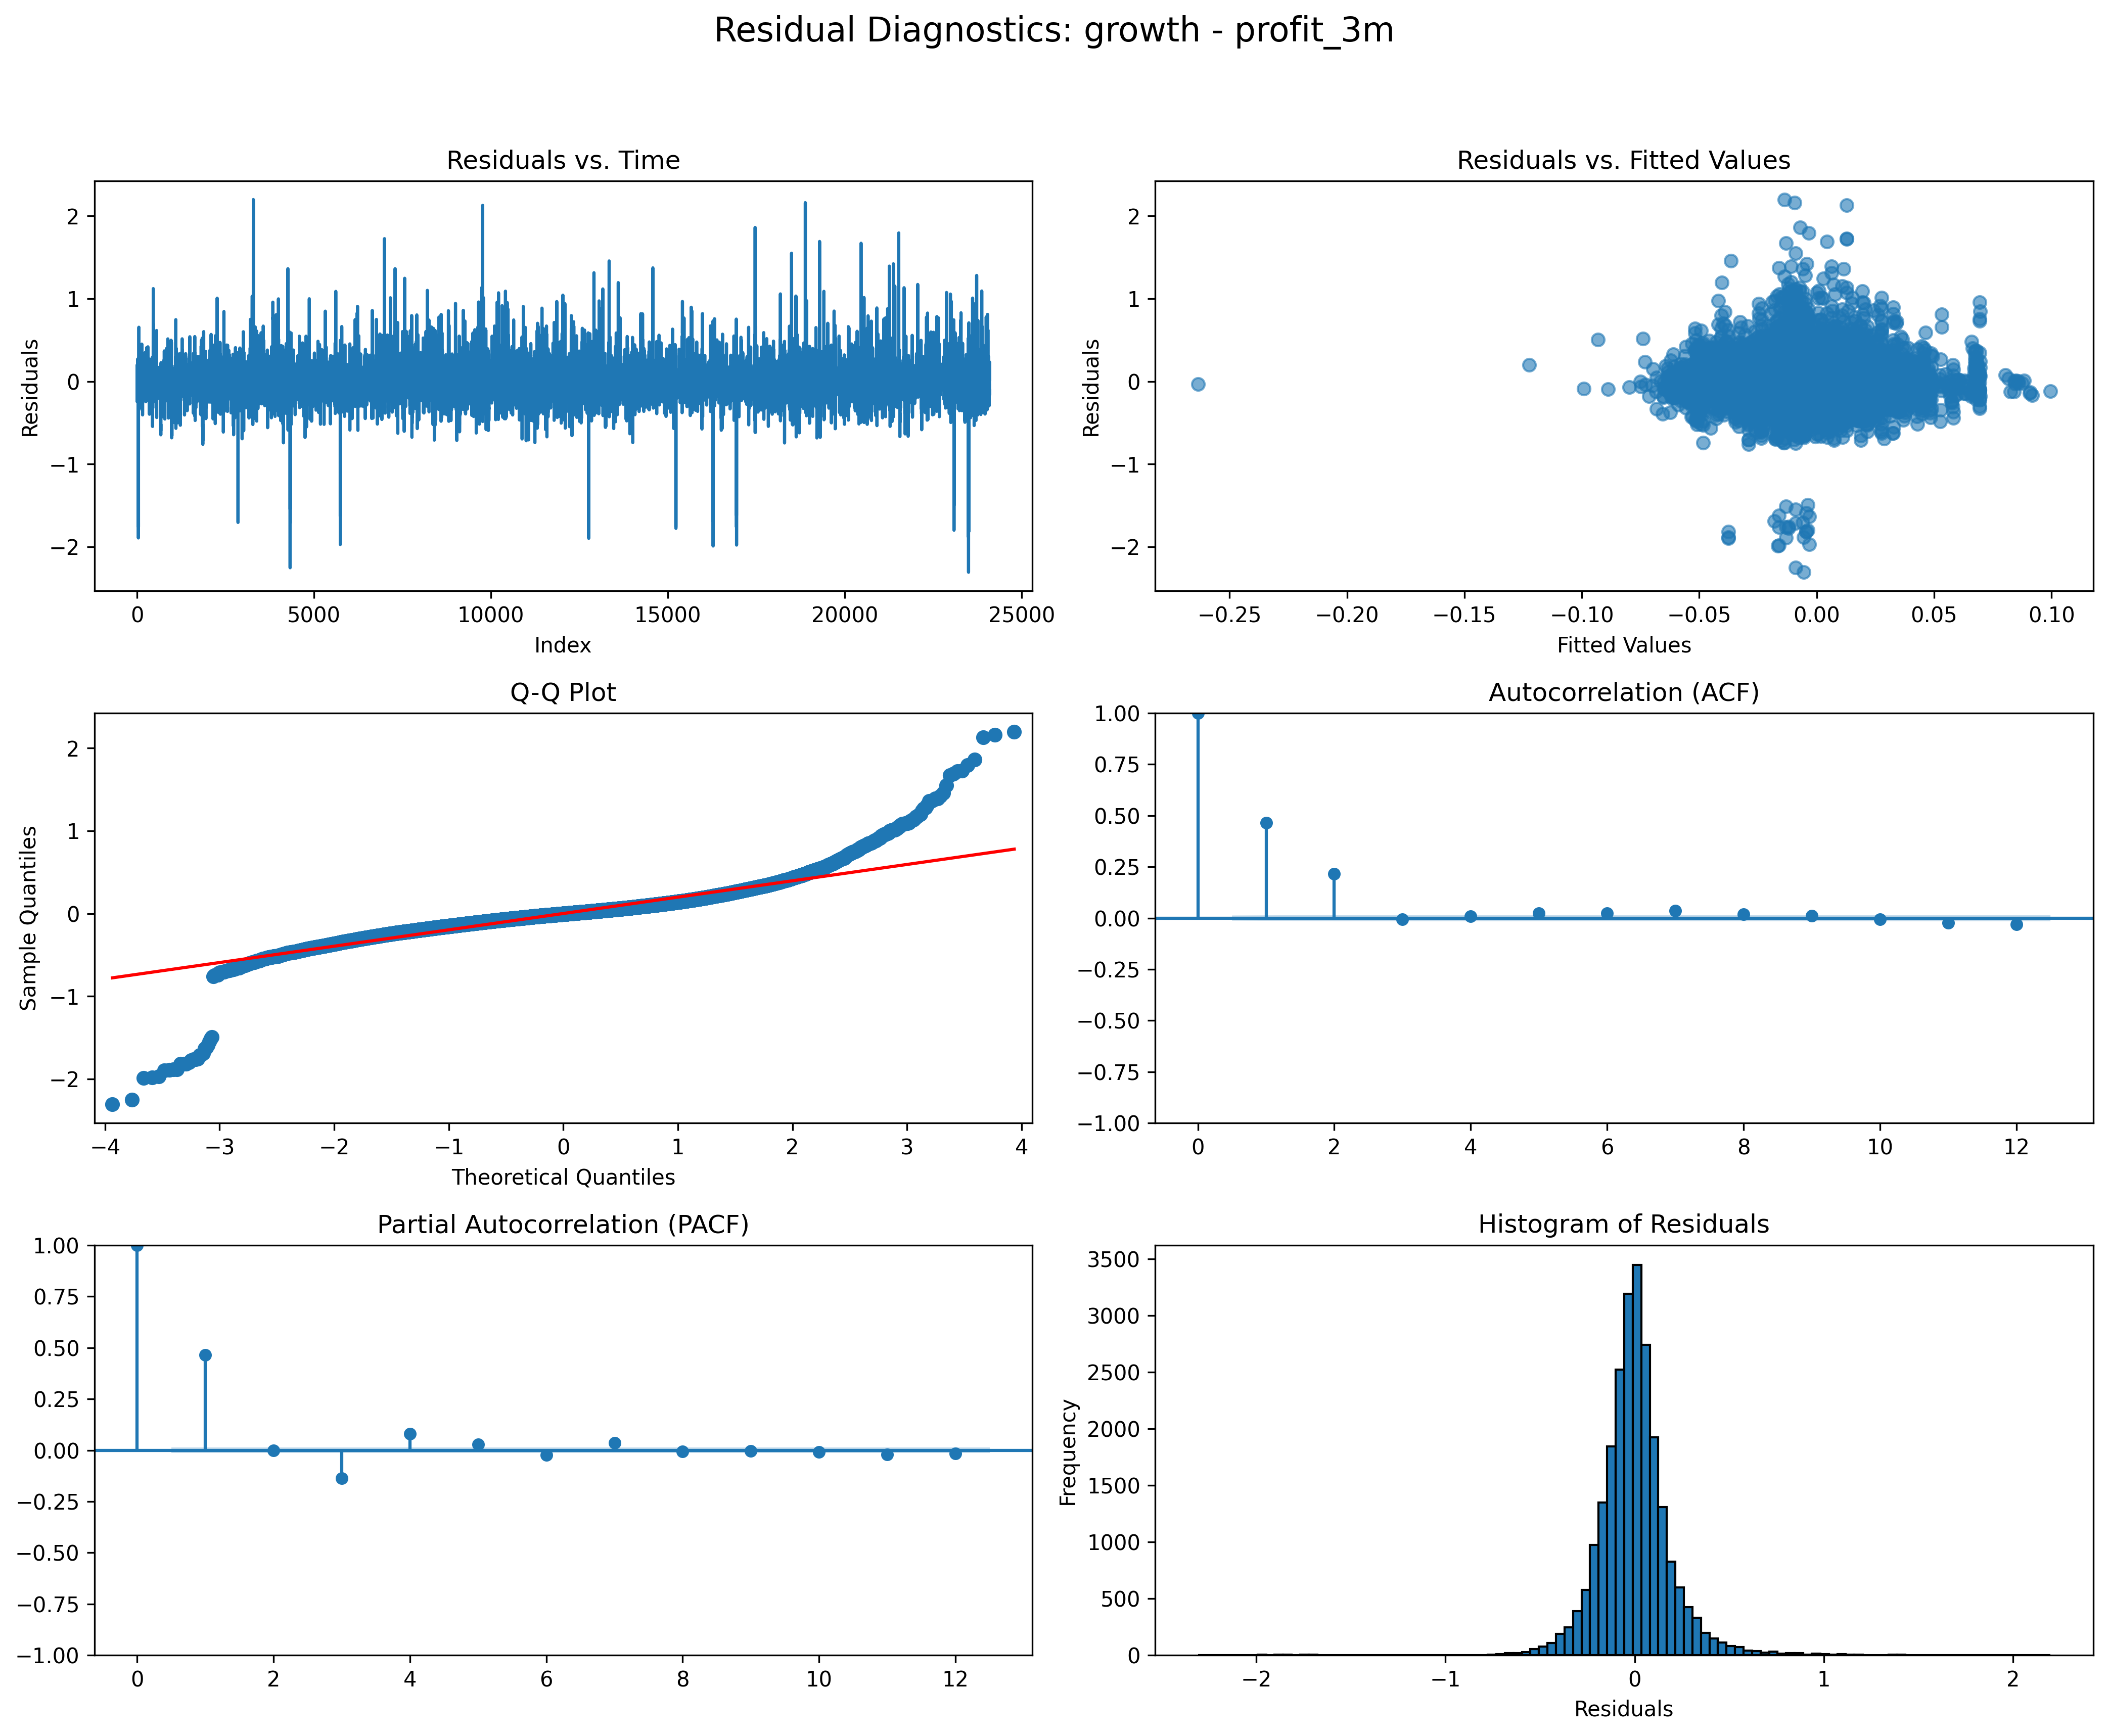 Residual Diagnostics: growth - profit_3m
Residuals vs. Time
Residuals
2
1
0
−1
−2
0 5000 10000 15000 20000 25000
Index
Residuals vs. Fitted Values
Residuals
2
1
0
−1
−2
−0.25 −0.20 −0.15 −0.10 −0.05 0.00 0.05 0.10
Fitted Values
Q-Q Plot
Sample Quantiles
2
1
0
−1
−2
−4 −3 −2 −1 0 1 2 3 4
Theoretical Quantiles
Autocorrelation (ACF)
1.00
0.75
0.50
0.25
0.00
−0.25
−0.50
−0.75
−1.00
0 2 4 6 8 10 12
Partial Autocorrelation (PACF)
1.00
0.75
0.50
0.25
0.00
−0.25
−0.50
−0.75
−1.00
0 2 4 6 8 10 12
Histogram of Residuals
Frequency
3500
3000
2500
2000
1500
1000
500
0
−2 −1 0 1 2
Residuals